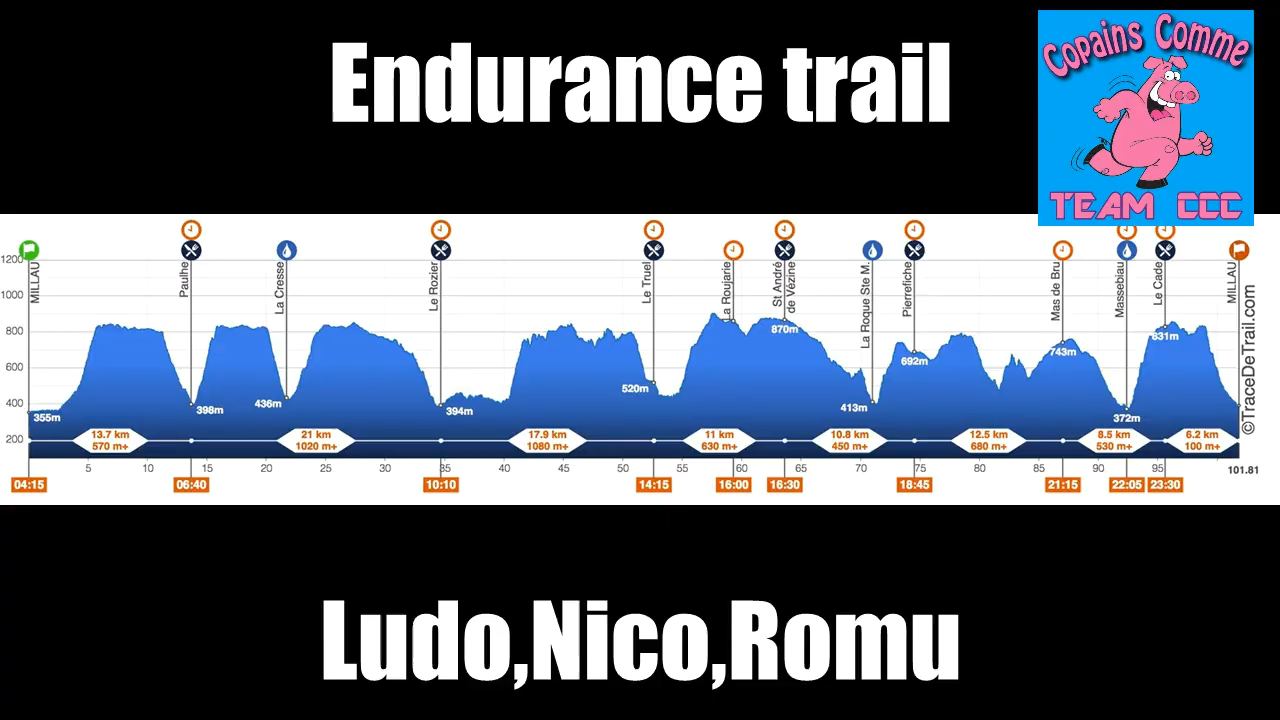 Endurance trail
Copains Comme
TEAM CCC
1200
1000
800
600
400
200
MILLAU
Paulhe
La Cresse
Le Rozier
Le Truel
La Roujarie
St André
de Vézine
La Roque Ste M.
Pierrefiche
Mas de Bru
Massebiau
Le Cade
MILLAU
©TraceDeTrail.com
355m
398m
436m
394m
520m
870m
413m
692m
743m
372m
831m
13.7 km
570 m+
21 km
1020 m+
17.9 km
1080 m+
11 km
630 m+
10.8 km
450 m+
12.5 km
680 m+
8.5 km
530 m+
6.2 km
100 m+
5 10 15 20 25 30 35 40 45 50 55 60 65 70 75 80 85 90 95 101.81
04:15 06:40 10:10 14:15 16:00 16:30 18:45 21:15 22:05 23:30
Ludo,Nico,Romu